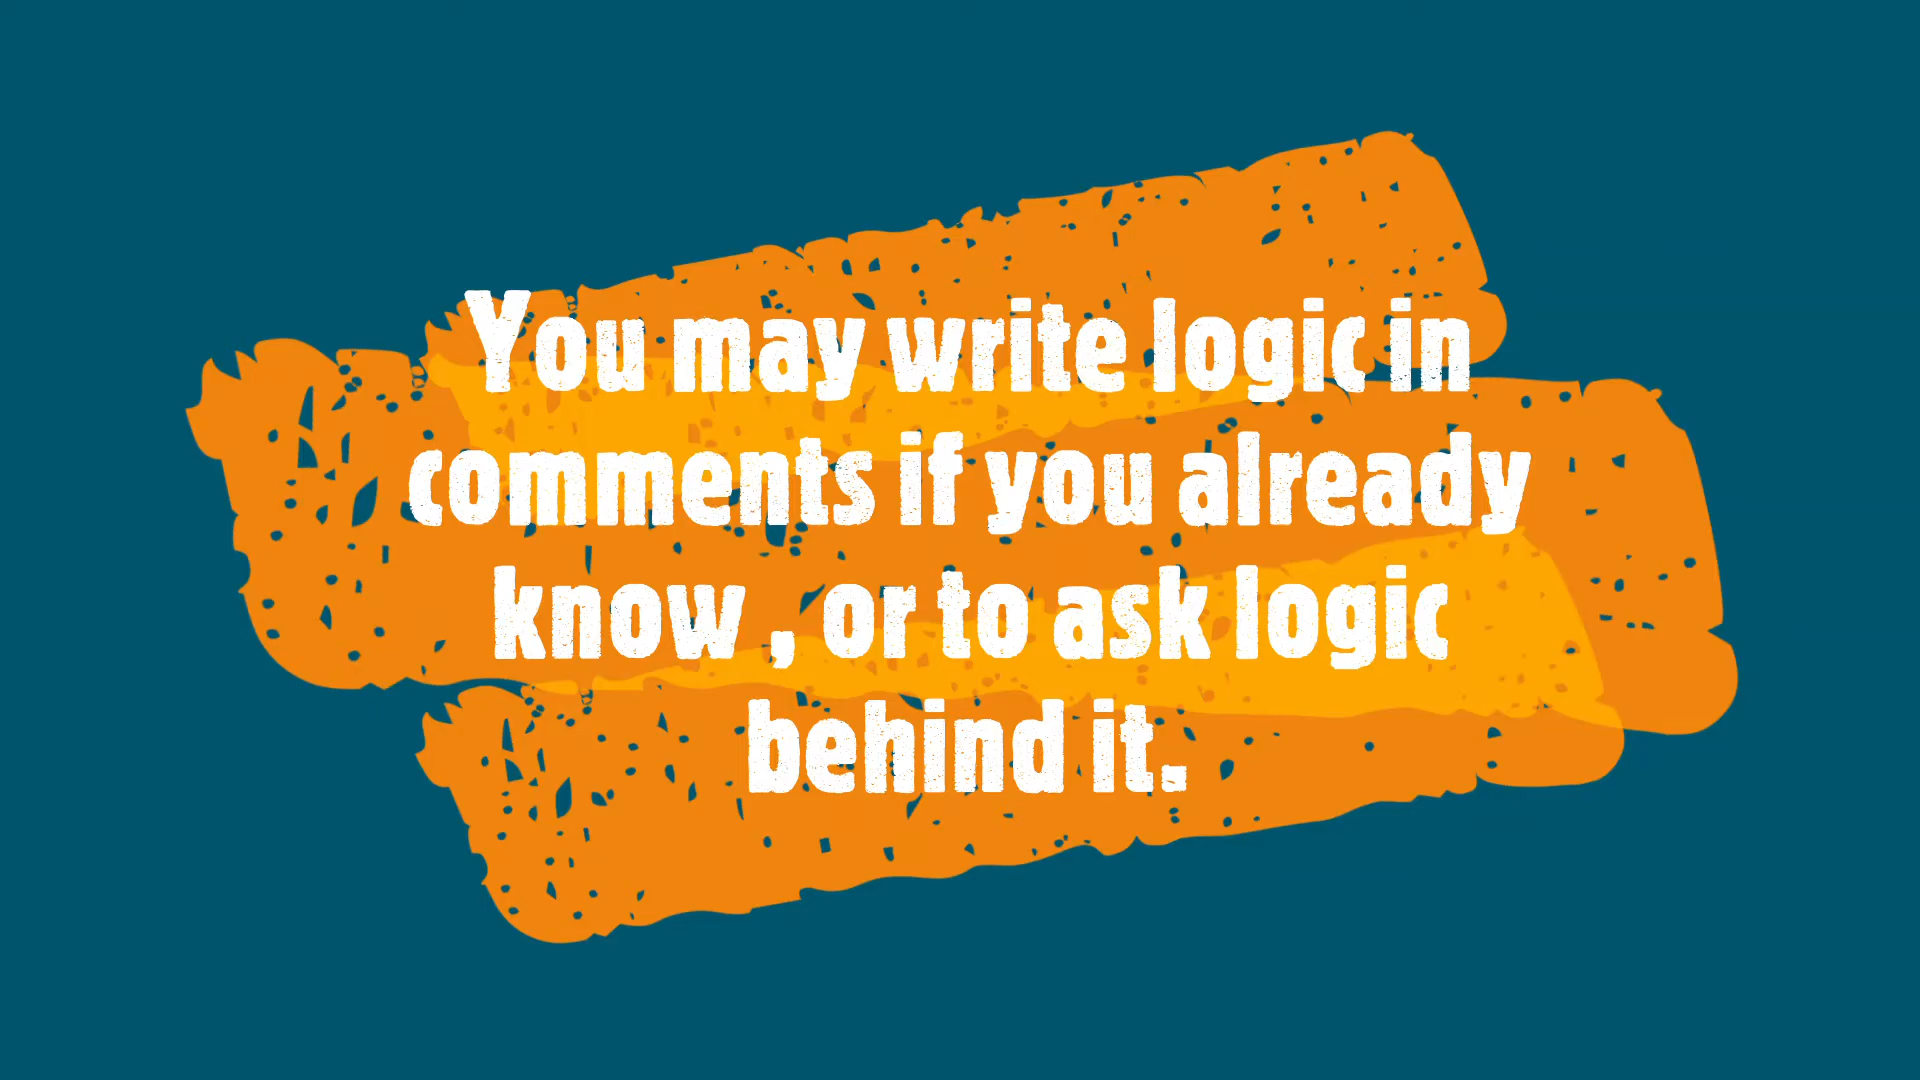 You may write logic in
comments if you already
know , or to ask logic
behind it.